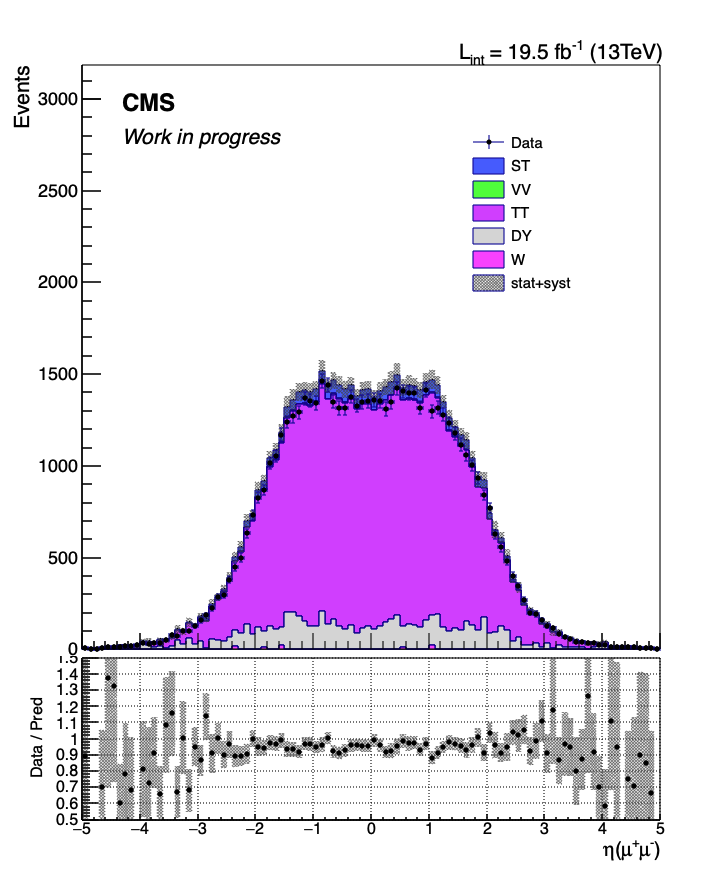 L_int = 19.5 fb⁻¹ (13TeV)
Events
CMS
Work in progress
3000
2500
2000
1500
1000
500
0
Data
ST
VV
TT
DY
W
stat+syst
Data / Pred
1.5
1.4
1.3
1.2
1.1
1
0.9
0.8
0.7
0.6
0.5
−5 −4 −3 −2 −1 0 1 2 3 4 5
η(μ⁺μ⁻)